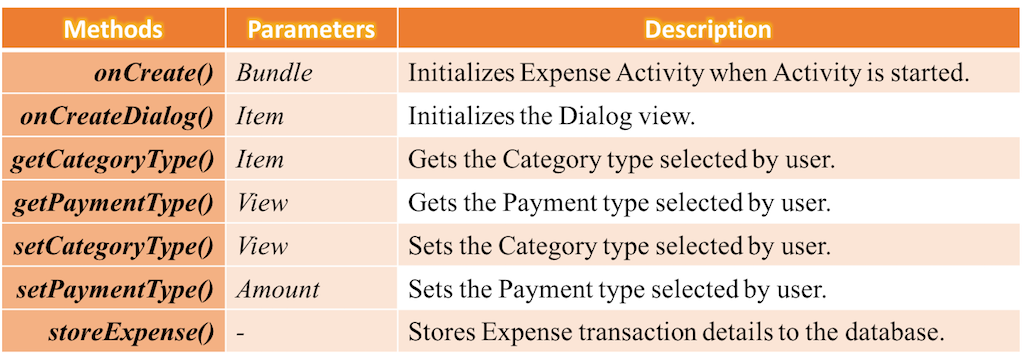 Methods Parameters Description
onCreate() Bundle Initializes Expense Activity when Activity is started.
onCreateDialog() Item Initializes the Dialog view.
getCategoryType() Item Gets the Category type selected by user.
getPaymentType() View Gets the Payment type selected by user.
setCategoryType() View Sets the Category type selected by user.
setPaymentType() Amount Sets the Payment type selected by user.
storeExpense() - Stores Expense transaction details to the database.